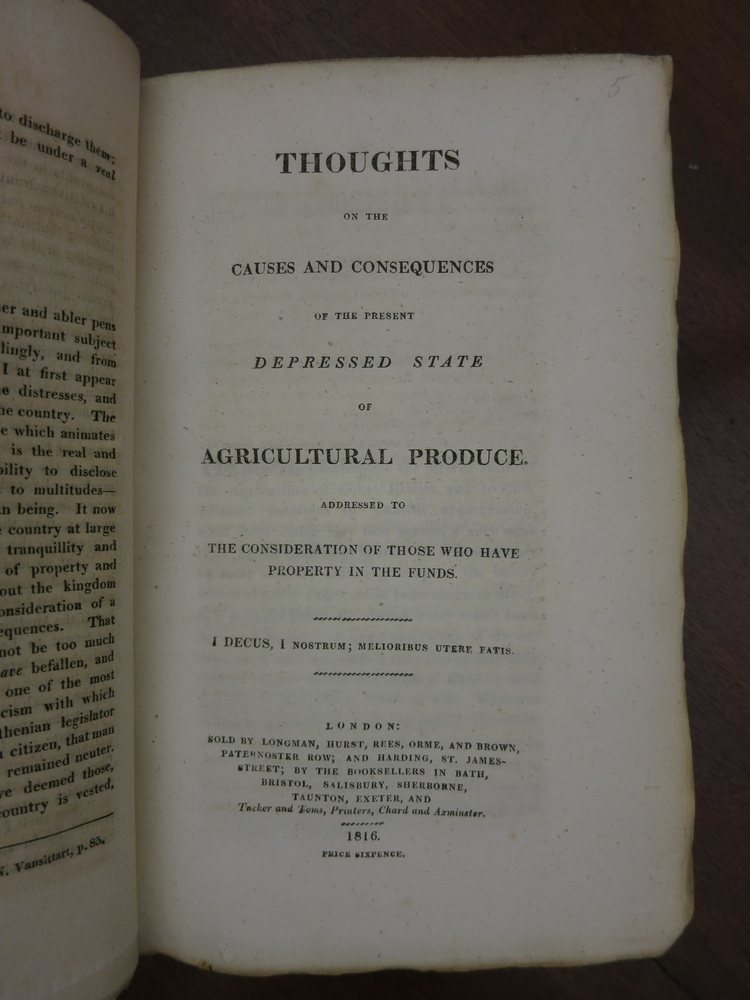 to discharge them;
be under a real
er and abler pens
mportant subject
lingly, and from
I at first appear
e distresses, and
he country. The
e which animates
is the real and
bility to disclose
to multitudes—
n being. It now
country at large
tranquillity and
of property and
out the kingdom
onsideration of a
equences. That
not be too much
ave befallen, and
one of the most
cism with which
thenian legislator
citizen, that man
remained neuter.
ve deemed those,
country is vested,
N. Vansittart, p. 85.
5
THOUGHTS
ON THE
CAUSES AND CONSEQUENCES
OF THE PRESENT
DEPRESSED STATE
OF
AGRICULTURAL PRODUCE.
ADDRESSED TO
THE CONSIDERATION OF THOSE WHO HAVE
PROPERTY IN THE FUNDS.
I DECUS, I NOSTRUM; MELIORIBUS UTERE FATIS.
LONDON:
SOLD BY LONGMAN, HURST, REES, ORME, AND BROWN,
PATERNOSTER ROW; AND HARDING, ST. JAMES-
STREET; BY THE BOOKSELLERS IN BATH,
BRISTOL, SALISBURY, SHERBORNE,
TAUNTON, EXETER, AND
Tucker and Toms, Printers, Chard and Axminster.
1816.
PRICE SIXPENCE.